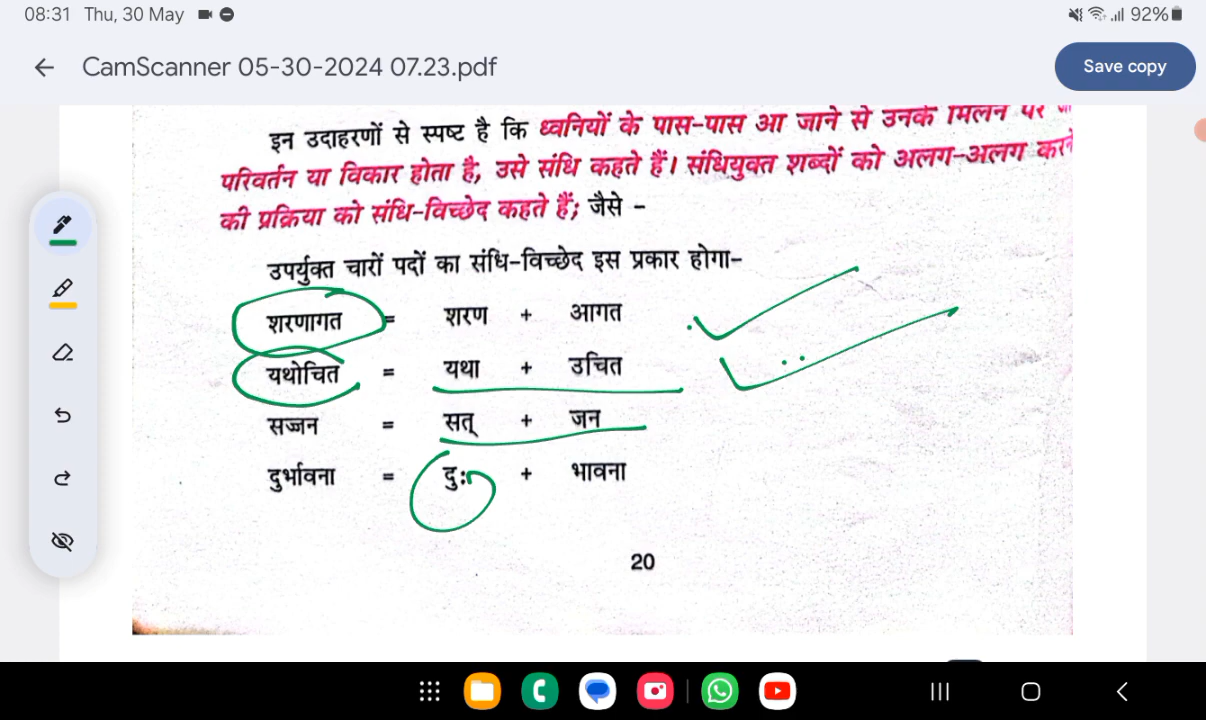 08:31 Thu, 30 May 92%
CamScanner 05-30-2024 07.23.pdf
Save copy
इन उदाहरणों से स्पष्ट है कि ध्वनियों के पास-पास आ जाने से उनके मिलने पर
परिवर्तन या विकार होता है, उसे संधि कहते हैं। संधियुक्त शब्दों को अलग-अलग करने
की प्रक्रिया को संधि-विच्छेद कहते हैं; जैसे -
उपर्युक्त चारों पदों का संधि-विच्छेद इस प्रकार होगा-
शरणागत = शरण + आगत
यथोचित = यथा + उचित
सज्जन = सत् + जन
दुर्भावना = दुः + भावना
20